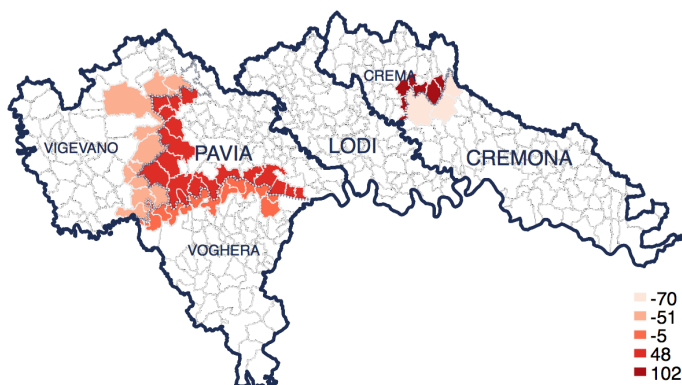 CREMA
VIGEVANO
PAVIA
LODI
CREMONA
VOGHERA
-70
-51
-5
48
102